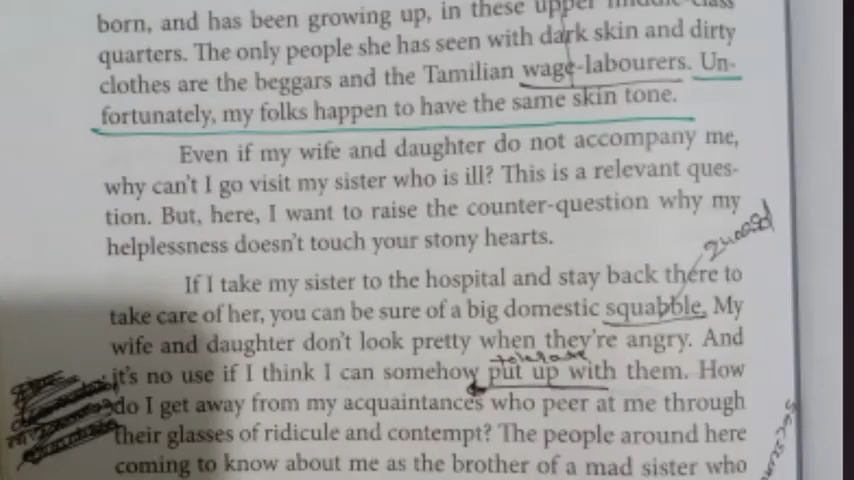 born, and has been growing up, in these upper middle-class
quarters. The only people she has seen with dark skin and dirty
clothes are the beggars and the Tamilian wage-labourers. Un-
fortunately, my folks happen to have the same skin tone.
Even if my wife and daughter do not accompany me,
why can't I go visit my sister who is ill? This is a relevant ques-
tion. But, here, I want to raise the counter-question why my
helplessness doesn't touch your stony hearts.
If I take my sister to the hospital and stay back there to
take care of her, you can be sure of a big domestic squabble. My
wife and daughter don't look pretty when they're angry. And
tolerate
it's no use if I think I can somehow put up with them. How
do I get away from my acquaintances who peer at me through
their glasses of ridicule and contempt? The people around here
coming to know about me as the brother of a mad sister who